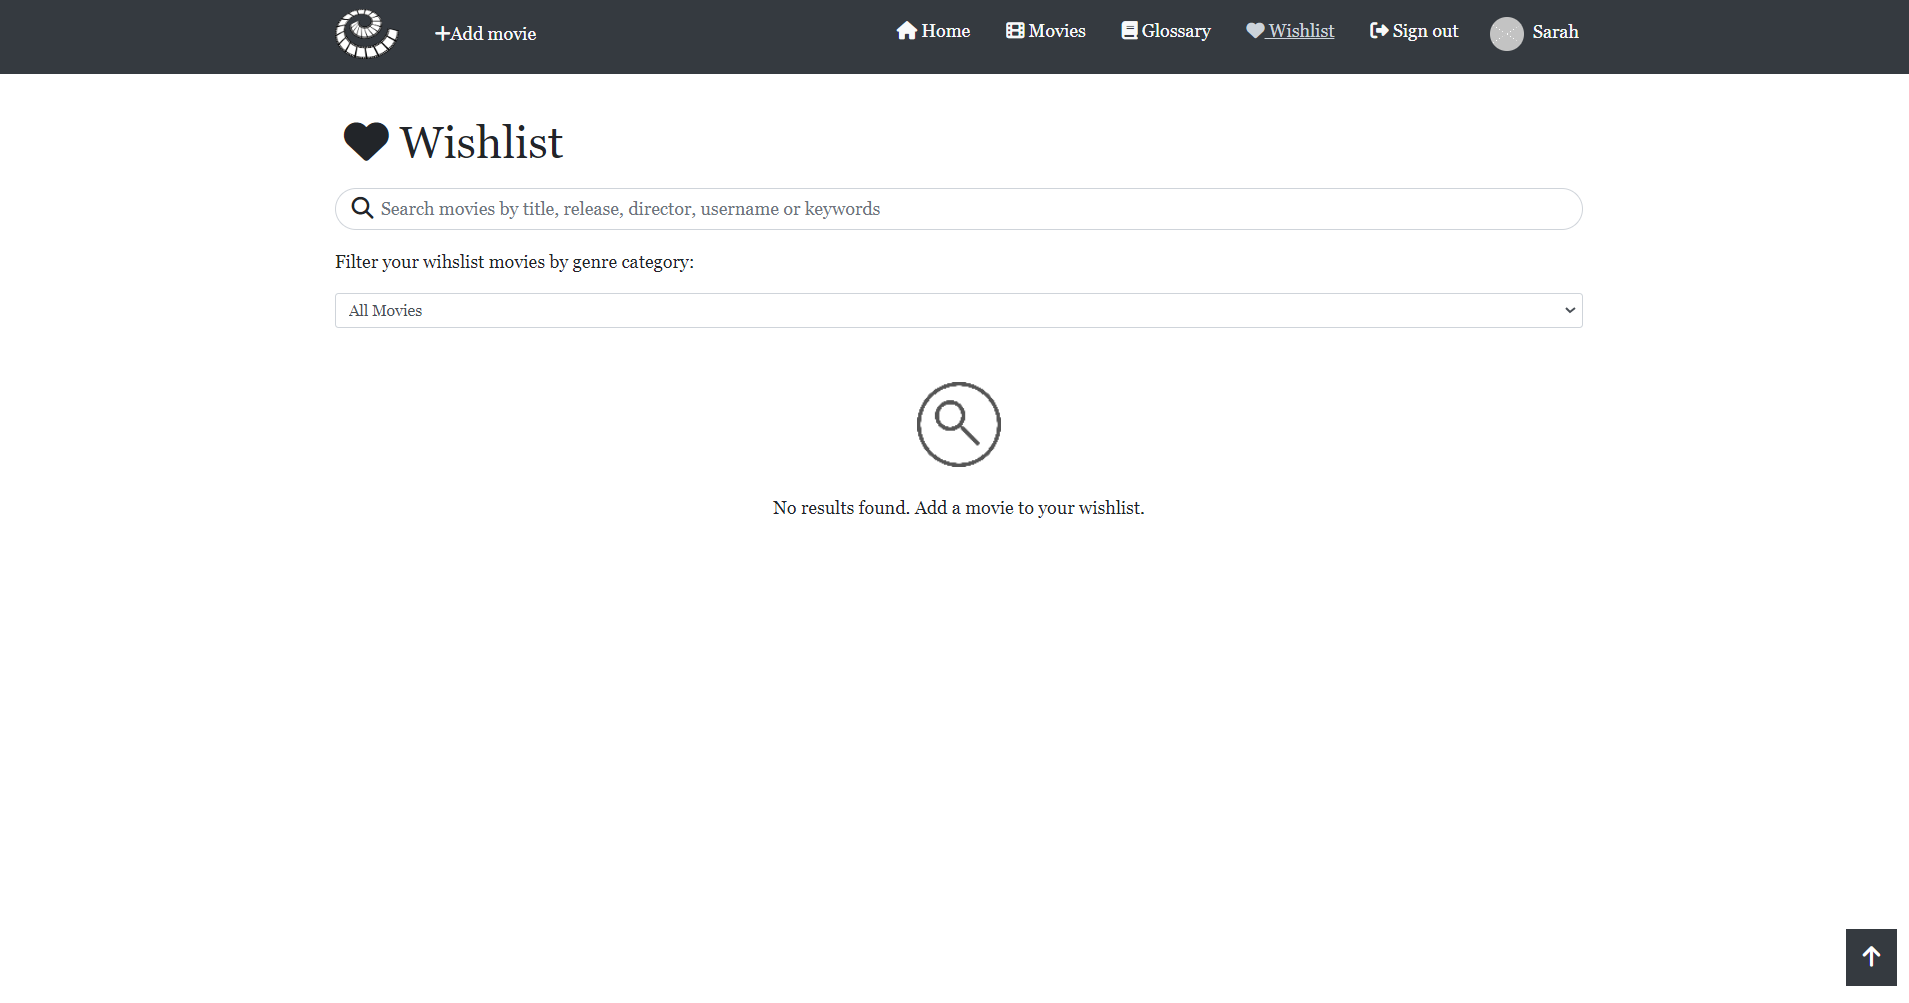 Add movie
Home
Movies
Glossary
Wishlist
Sign out
Sarah
Wishlist
Search movies by title, release, director, username or keywords
Filter your wihslist movies by genre category:
All Movies
No results found. Add a movie to your wishlist.